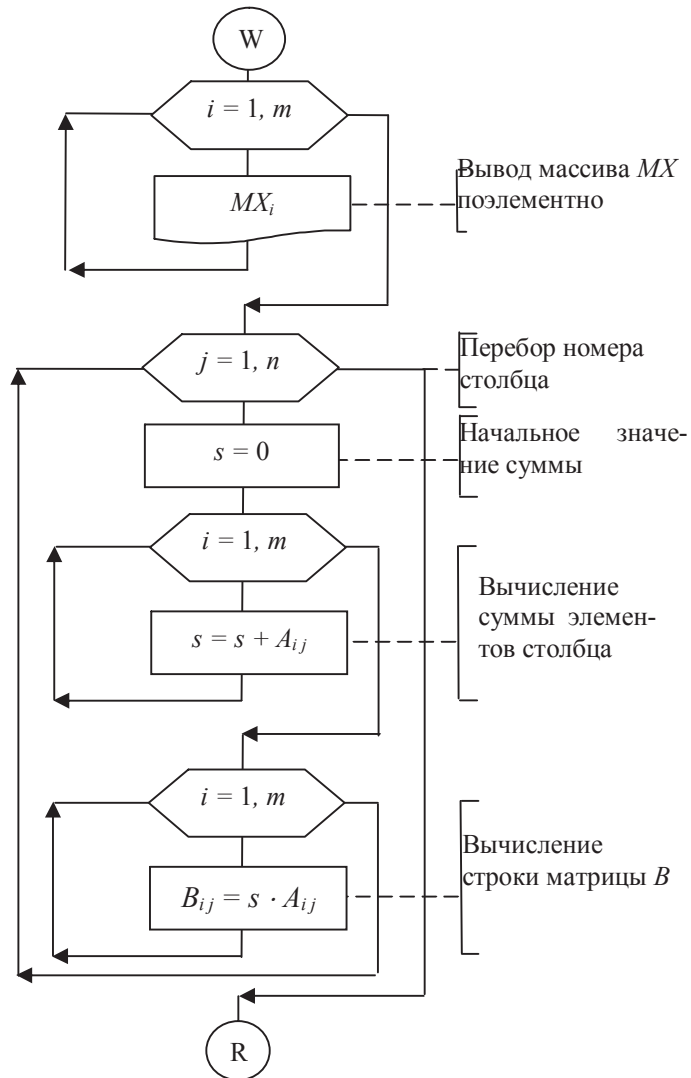 W
i = 1, m
MXᵢ
Вывод массива MX
поэлементно
j = 1, n
Перебор номера
столбца
s = 0
Начальное значе-
ние суммы
i = 1, m
s = s + Aᵢⱼ
Вычисление
суммы элемен-
тов столбца
i = 1, m
Bᵢⱼ = s · Aᵢⱼ
Вычисление
строки матрицы B
R